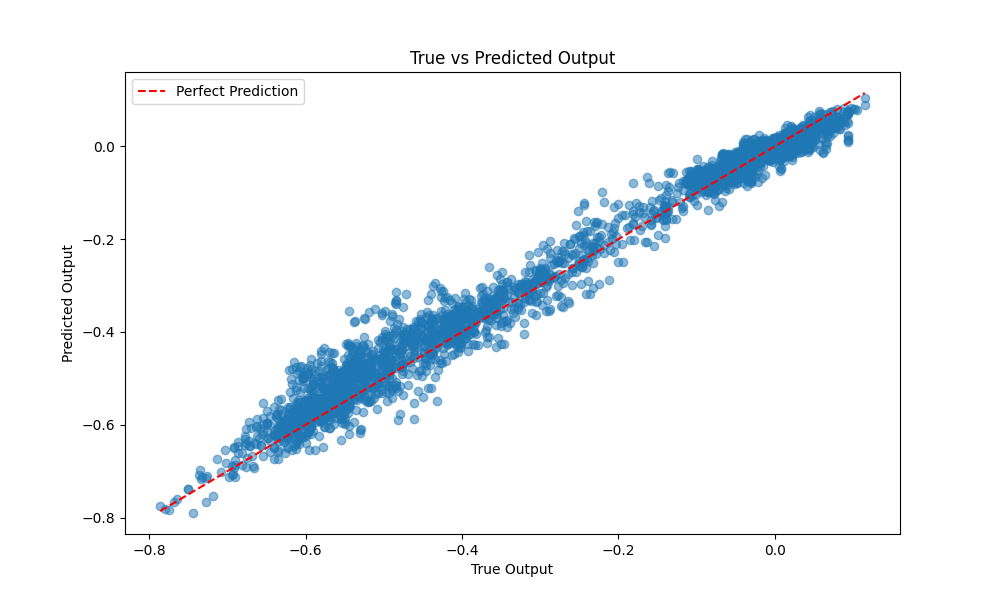 True vs Predicted Output
Perfect Prediction
Predicted Output
0.0
−0.2
−0.4
−0.6
−0.8
−0.8
−0.6
−0.4
−0.2
0.0
True Output